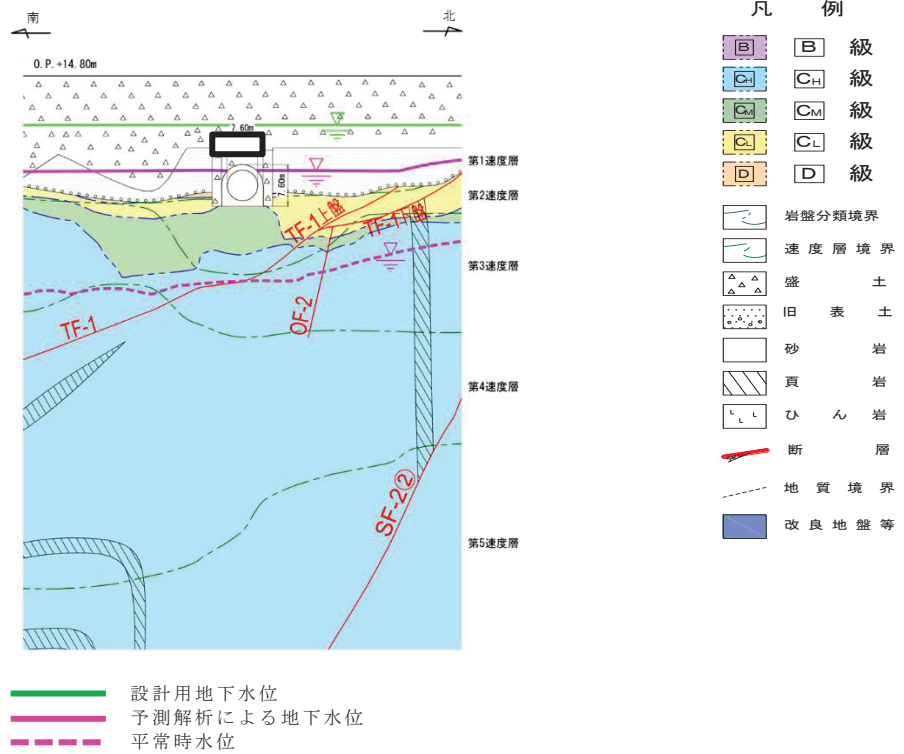 南
北
O.P.+14.80m
7.60m
7.60m
第1速度層
第2速度層
第3速度層
第4速度層
第5速度層
TF-1上盤
TF-1上盤
TF-1
OF-2
SF-2②
凡 例
B B 級
CH CH 級
CM CM 級
CL CL 級
D D 級
岩盤分類境界
速度層境界
盛土
旧表土
砂岩
頁岩
ひん岩
断層
地質境界
改良地盤等
設計用地下水位
予測解析による地下水位
平常時水位